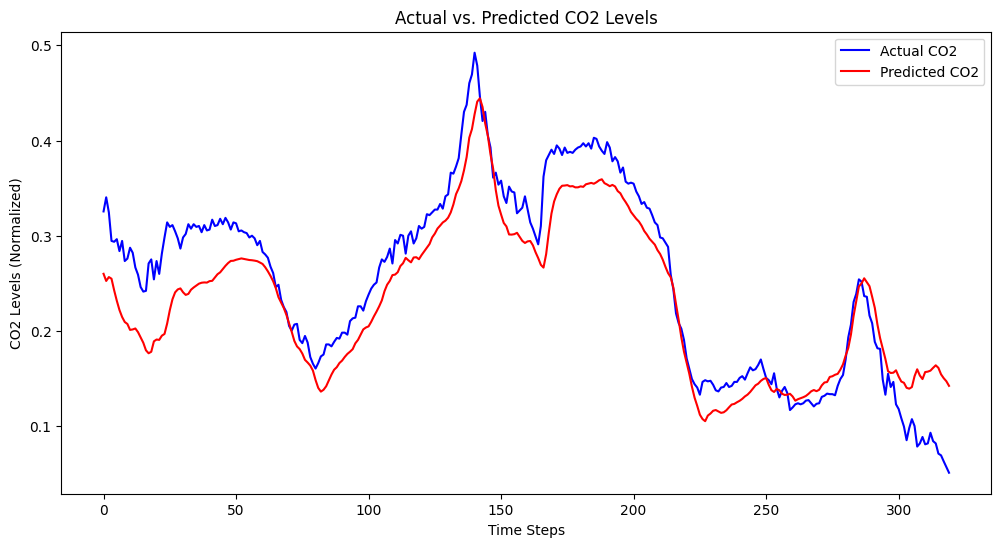 Actual vs. Predicted CO2 Levels
Actual CO2
Predicted CO2
CO2 Levels (Normalized)
0.5
0.4
0.3
0.2
0.1
0 50 100 150 200 250 300
Time Steps